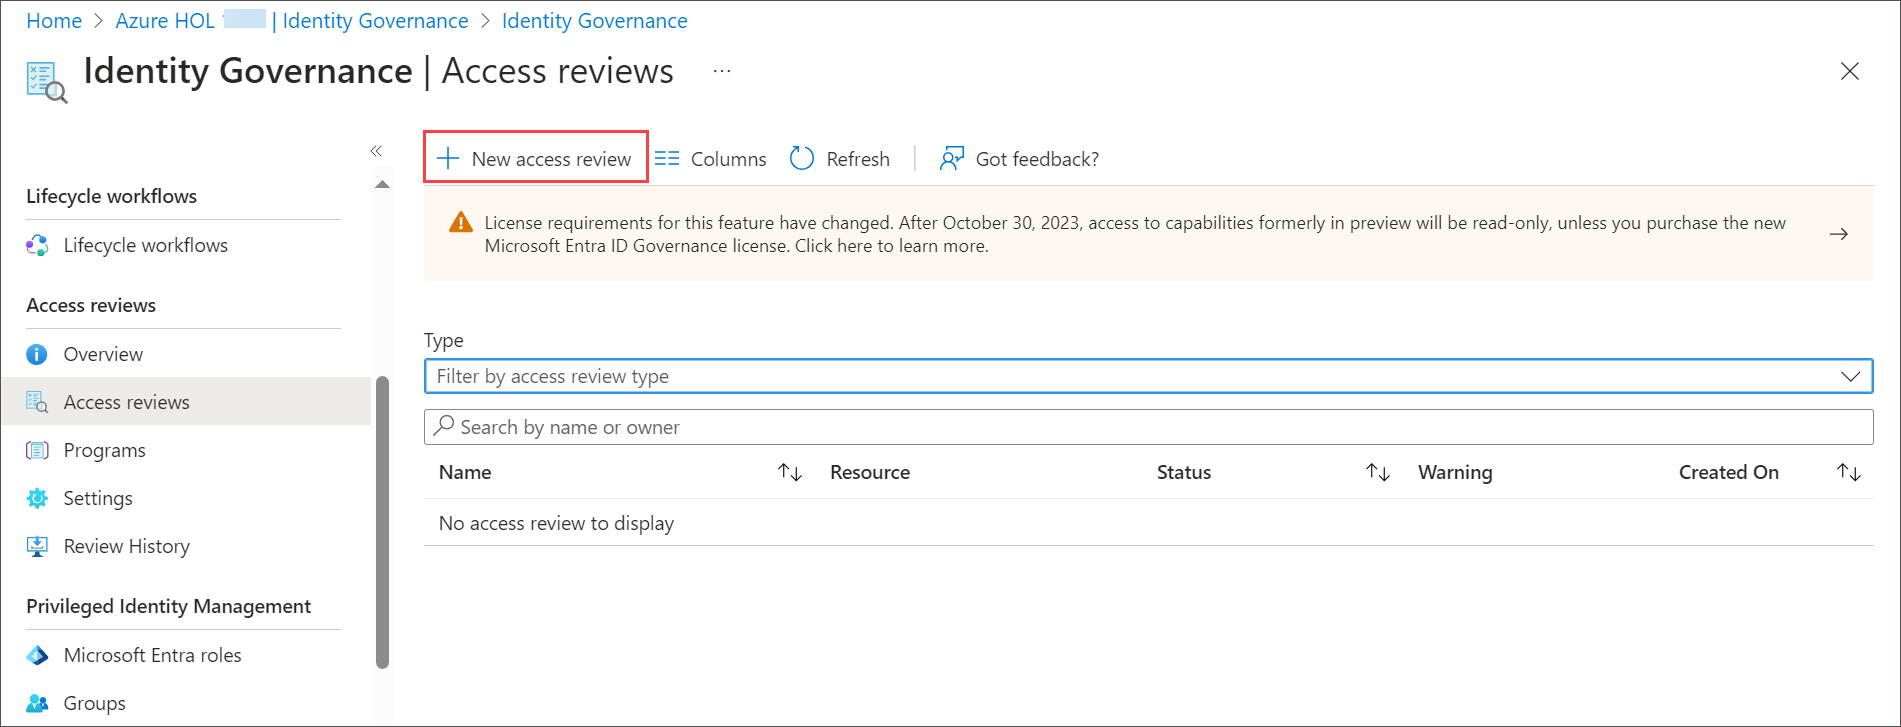 Home > Azure HOL | Identity Governance > Identity Governance
Identity Governance | Access reviews ...
Lifecycle workflows
Lifecycle workflows
Access reviews
Overview
Access reviews
Programs
Settings
Review History
Privileged Identity Management
Microsoft Entra roles
Groups
New access review Columns Refresh Got feedback?
License requirements for this feature have changed. After October 30, 2023, access to capabilities formerly in preview will be read-only, unless you purchase the new
Microsoft Entra ID Governance license. Click here to learn more.
Type
Filter by access review type
Search by name or owner
Name Resource Status Warning Created On
No access review to display